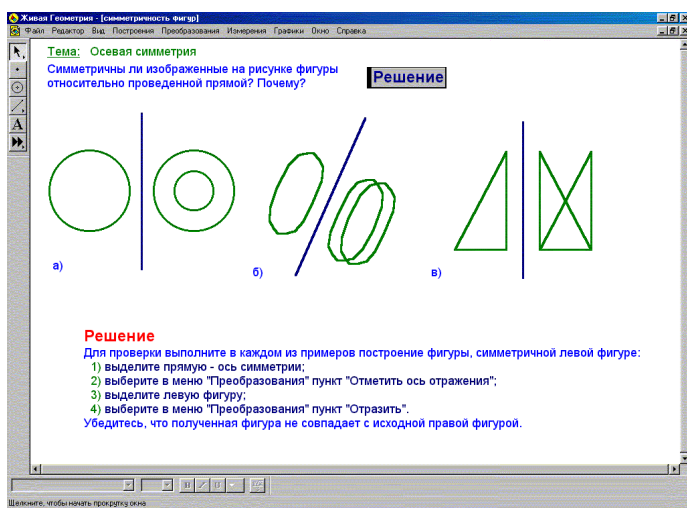 Живая Геометрия - [симметричность фигур]
Файл Редактор Вид Построения Преобразования Измерения Графики Окно Справка
Тема: Осевая симметрия
Симметричны ли изображенные на рисунке фигуры
относительно проведенной прямой? Почему?
Решение
A
а)
б)
в)
Решение
Для проверки выполните в каждом из примеров построение фигуры, симметричной левой фигуре:
1) выделите прямую - ось симметрии;
2) выберите в меню "Преобразования" пункт "Отметить ось отражения";
3) выделите левую фигуру;
4) выберите в меню "Преобразования" пункт "Отразить".
Убедитесь, что полученная фигура не совпадает с исходной правой фигурой.
Щелкните, чтобы начать прокрутку окна